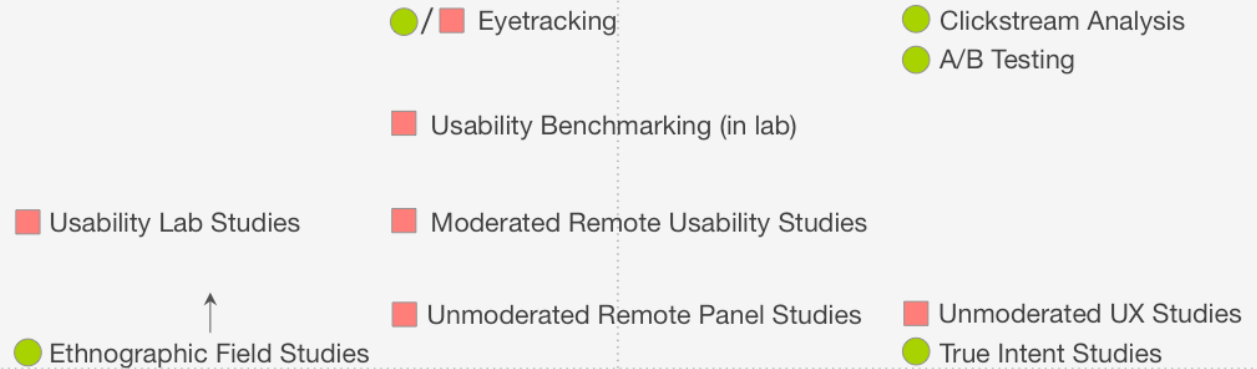 / Eyetracking
Clickstream Analysis
A/B Testing
Usability Benchmarking (in lab)
Usability Lab Studies
Moderated Remote Usability Studies
Unmoderated Remote Panel Studies
Unmoderated UX Studies
Ethnographic Field Studies
True Intent Studies